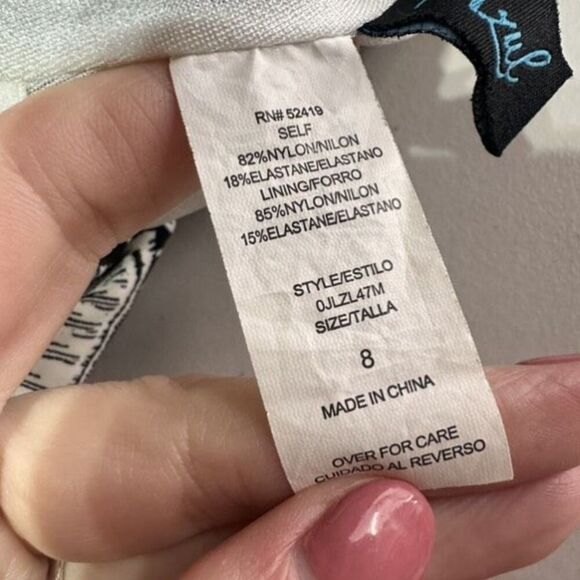 RN# 52419
SELF
82%NYLON/NILON
18%ELASTANE/ELASTANO
LINING/FORRO
85%NYLON/NILON
15%ELASTANE/ELASTANO
STYLE/ESTILO
0JLZL47M
SIZE/TALLA
8
MADE IN CHINA
OVER FOR CARE
CUIDADO AL REVERSO